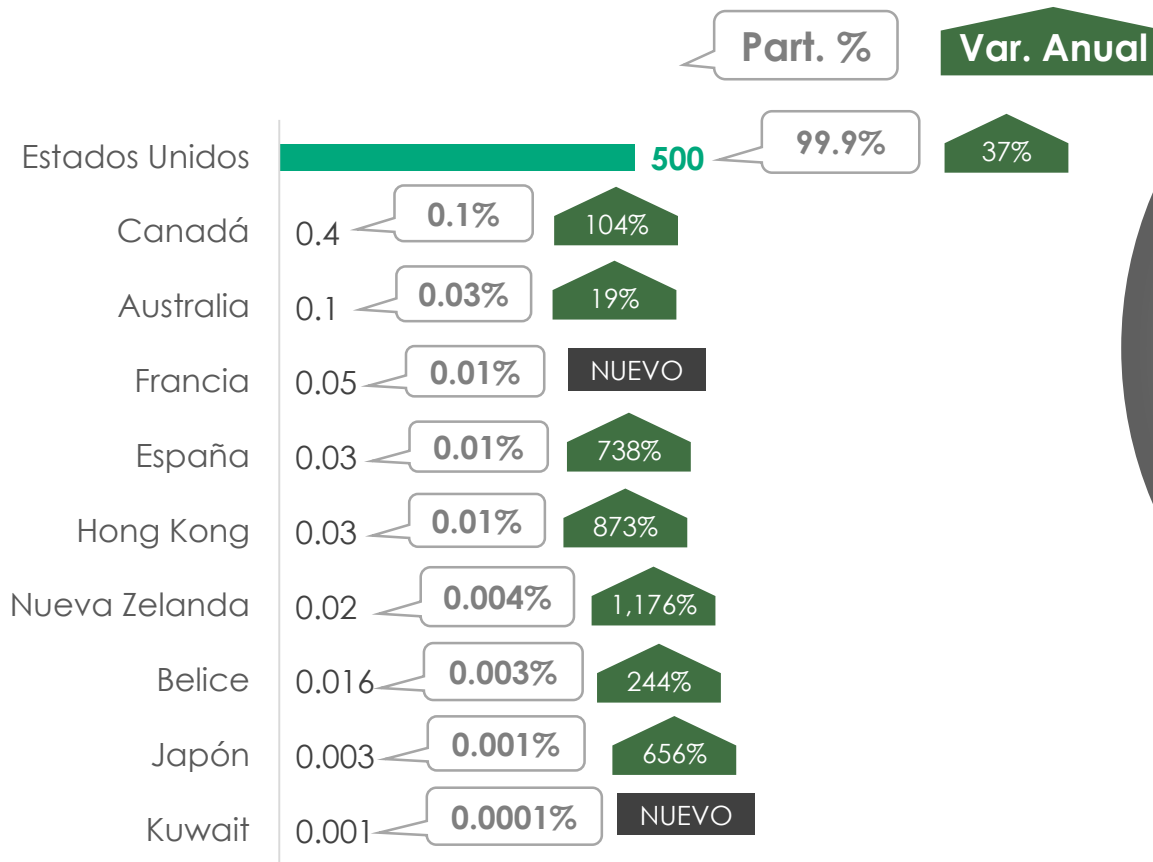 Part. % Var. Anual
Estados Unidos 500 99.9% 37%
Canadá 0.4 0.1% 104%
Australia 0.1 0.03% 19%
Francia 0.05 0.01% NUEVO
España 0.03 0.01% 738%
Hong Kong 0.03 0.01% 873%
Nueva Zelanda 0.02 0.004% 1,176%
Belice 0.016 0.003% 244%
Japón 0.003 0.001% 656%
Kuwait 0.001 0.0001% NUEVO